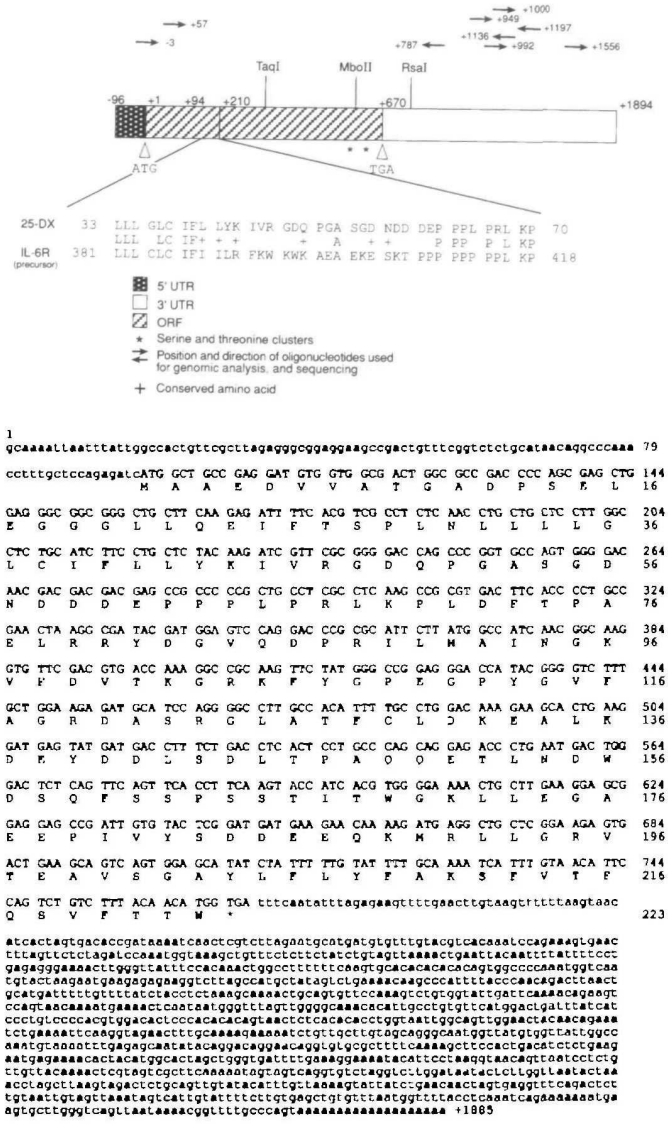 +1000
+57 +949
+1197
-3 +1136
+787 +992 +1556
TaqI MboII RsaI
-96 +1 +94 +210 +670 +1894
* *
ATG TGA
25-DX 33 LLL GLC IFL LYK IVR GDQ PGA SGD NDD DEP PPL PRL KP 70
LLL LC IF+ + + + A + + P PP P L KP
IL-6R 381 LLL CLC IFI ILR FKW KWK AEA EKE SKT PPP PPP PPL KP 418
(precursor)
5' UTR
3' UTR
ORF
* Serine and threonine clusters
Position and direction of oligonucleotides used
for genomic analysis, and sequencing
+ Conserved amino acid
1
gcaaaattaatttattggccactgttcgcttagagggcggaggaagccgactgtttcggtctctgcataacaggcccaaa 79
cctttgctccagagatcATG GCT GCC GAG GAT GTG GTG GCG ACT GGC GCC GAC CCC AGC GAG CTG 144
M A A E D V V A T G A D P S E L 16
GAG GGC GGC GGG CTG CTT CAA GAG ATT TTC ACG TCG CCT CTC AAC CTG CTG CTC CTT GGC 204
E G G G L L Q E I F T S P L N L L L L G 36
CTC TGC ATC TTC CTG CTC TAC AAG ATC GTT CGC GGG GAC CAG CCC GGT GCC AGT GGG GAC 264
L C I F L L Y K I V R G D Q P G A S G D 56
AAC GAC GAC GAC GAG CCG CCC CCG CTG CCT CGC CTC AAG CCG CGT GAC TTC ACC CCT GCC 324
N D D D E P P P L P R L K P L D F T P A 76
GAA CTA AGG CGA TAC GAT GGA GTC CAG GAC CCG CGC ATT CTT ATG GCC ATC AAC GGC AAG 384
E L R R Y D G V Q D P R I L M A I N G K 96
GTG TTC GAC GTG ACC AAA GGC CGC AAG TTC TAT GGG CCG GAG GGA CCA TAC GGG GTC TTT 444
V F D V T K G R K F Y G P E G P Y G V F 116
GCT GGA AGA GAT GCA TCC AGG GGC CTT GCC ACA TTT TGC CTG GAC AAA GAA GCA CTG AAG 504
A G R D A S R G L A T F C L D K E A L K 136
GAT GAG TAT GAT GAC CTT TCT GAC CTC ACT CCT GCC CAG CAG GAG ACC CTG AAT GAC TGG 564
D E Y D D L S D L T P A Q Q E T L N D W 156
GAC TCT CAG TTC AGT TCA CCT TCA AGT ACC ATC ACG TGG GGA AAA CTG CTT GAA GGA GCG 624
D S Q F S S P S S T I T W G K L L E G A 176
GAG GAG CCG ATT GTG TAC TCG GAT GAT GAA GAA CAA AAG ATG AGG CTG CTC GGA AGA GTG 684
E E P I V Y S D D E E Q K M R L L G R V 196
ACT GAA GCA GTC AGT GGA GCA TAT CTA TTT TTG TAT TTT GCA AAA TCA TTT GTA ACA TTC 744
T E A V S G A Y L F L Y F A K S F V T F 216
CAG TCT GTC TTT ACA ACA TGG TGA tttcaatatttagagaagttttgaacttgtaagtttttaagtaac
Q S V F T T W * 223
atcactagtgacaccgataaaatcaactcgtcttagaatgcatgatgtgtttgtacgtcacaaatccagaaagtgaac
tttagttctctagatccaaatggtaaagctgtttctcttctatctgtagttaaaactgaattacaattttattttcct
gagagggaaaacttgggttatttccacaaactggcctttttttcaagtgcacacacacacagtggccccaaatggtcaa
tgtactaagaatgaagagagaaggtcttagccatgctatagtctgaaaacaagcccattttacccaacagatgactaact
gcatgatttttgttttatctacctctaaagcaaaactgcagtgttccaaagtctgtggtattgattcaaaacagaagt
tccagttaacgaaaatgaaaactcaataatggggtttagtggcaaacacattgcctgtgttcatggactgatttatcat
ccctgtccccacgtggacactcccacacacagtaactctcacacacctggtaattggcagttggaactacaacagaaa
tctgaaaattcaaggtagaactttgcaaaagaaaaatcgttgcttgtagcagggcaatggtttatgtggttattggcc
aaatgtaaaatttgagagcaatatacaggacaggaacaggtgtgcgctttttcaaaagcttccactgacatctctgaag
aatgagaaaacactacatggcactagctgggtgattttgaaaggaaaatacattccctaaggtaacagttaatcctctg
ttgttacaaaactcgtagtcgcttcaaaaatagtagtcaggtgtctaggtcttggataatactcttggttaatactaa
acctagcttaagtagactctgcagttgtatacatttgttaaaagtattatctgaacaactagtgaggtttcagactct
tgtaattgtagttaaatagtcattgtattttcttgtgagctgtgtttaatggttttacctcaaatcagaaaaaaatga
agtgcttgggtcagttaataaaacggttttgcccagtaaaaaaaaaaaaaaaaaaa +1885